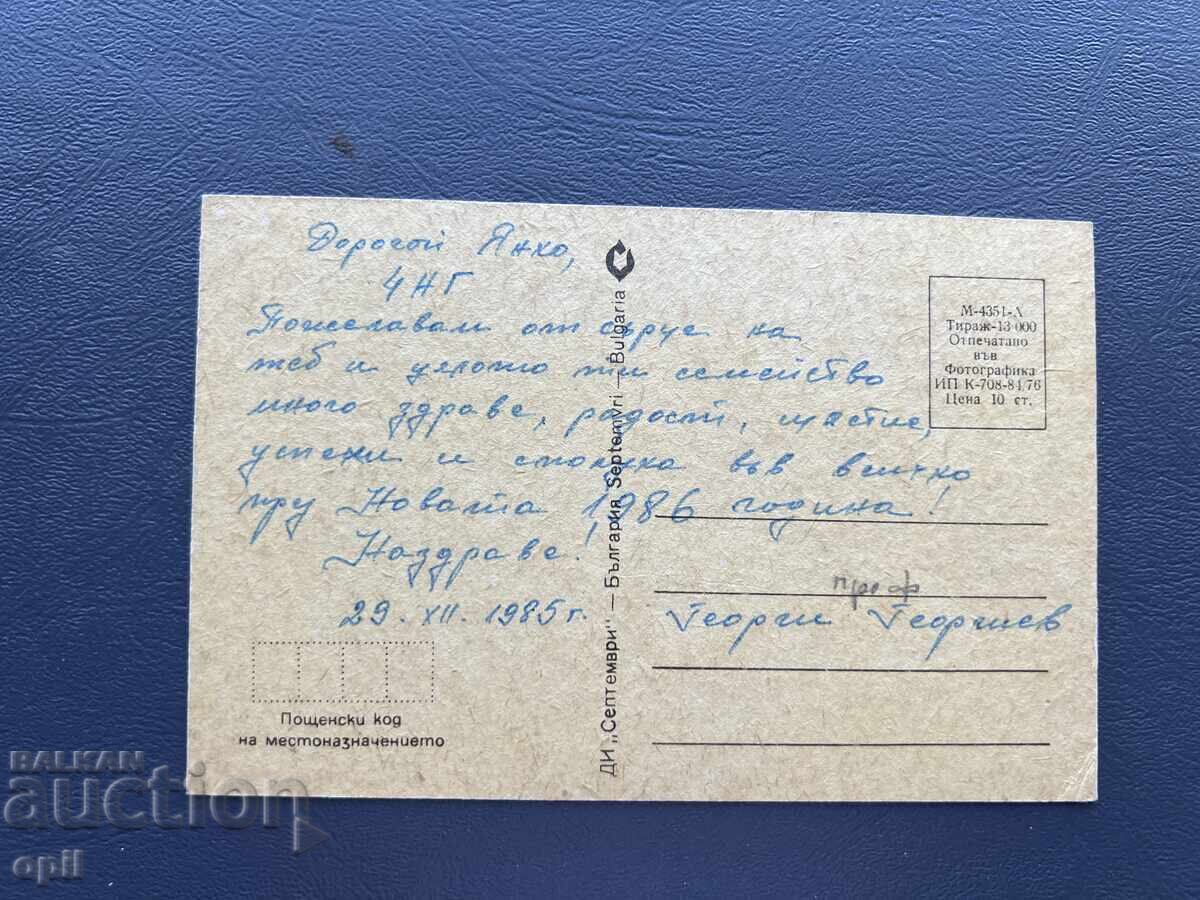 Дорогой Янко,
ЧНГ
Пожелавам от сърце на
теб и цялото ти семейство
много здраве, радости, щастие,
успехи и сполука във всичко
през Новата 1986 година!
Наздраве!
29. XII. 1985 г.
Пощенски код
на местоназначението
ДИ „Септември" — България Septemvri — Bulgaria
М-4351-А
Тираж-13 000
Отпечатано
във
Фотографика
ИП К-708-84/76
Цена 10 ст.
проф
Георги Георгиев
BALKAN
auction
opll